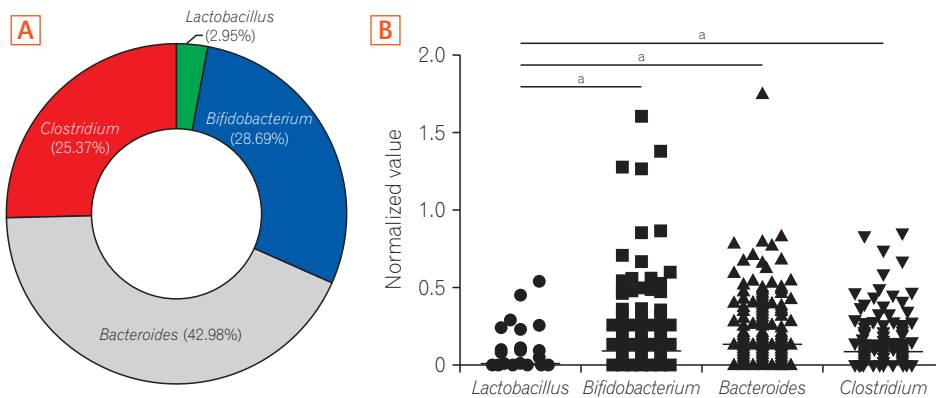 A
Lactobacillus
(2.95%)
Clostridium
(25.37%)
Bifidobacterium
(28.69%)
Bacteroides (42.98%)
B
Normalized value
2.0
1.5
1.0
0.5
0
a
a
a
Lactobacillus Bifidobacterium Bacteroides Clostridium